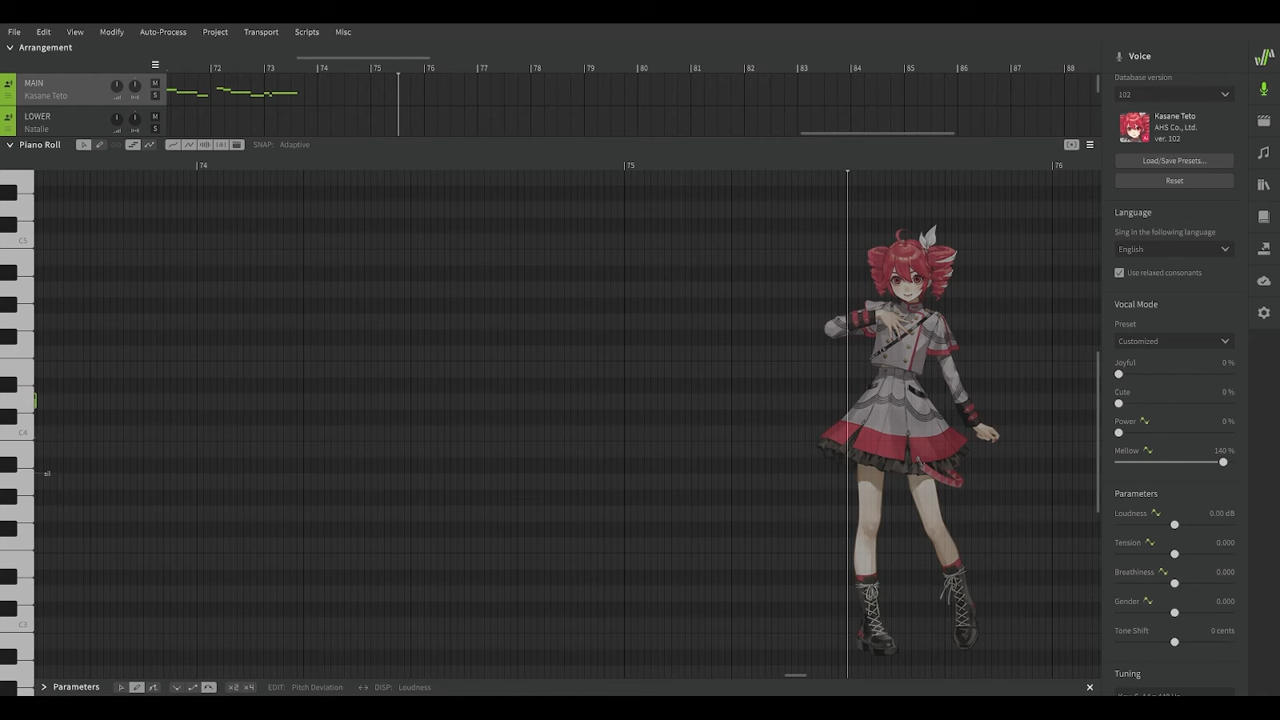 File Edit View Modify Auto-Process Project Transport Scripts Misc
Arrangement
72 73 74 75 76 77 78 79 80 81 82 83 84 85 86 87 88
MAIN M
Kasane Teto S
LOWER M
Natalie S
Piano Roll SNAP: Adaptive
74 75 76
C5
C4
C3
Parameters x2 x4 EDIT: Pitch Deviation DISP: Loudness
Voice
Database version
102
Kasane Teto
AHS Co., Ltd.
ver. 102
Load/Save Presets...
Reset
Language
Sing in the following language
English
Use relaxed consonants
Vocal Mode
Preset
Customized
Joyful 0 %
Cute 0 %
Power 0 %
Mellow 140 %
Parameters
Loudness 0.00 dB
Tension 0.000
Breathiness 0.000
Gender 0.000
Tone Shift 0 cents
Tuning